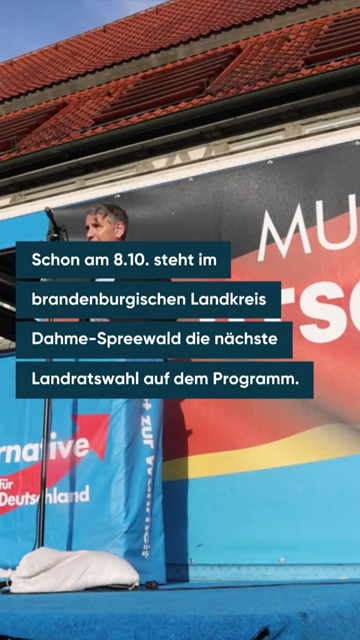 MU
Schon am 8.10. steht im
brandenburgischen Landkreis
Dahme-Spreewald die nächste
Landratswahl auf dem Programm.
rnative
für
Deutschland